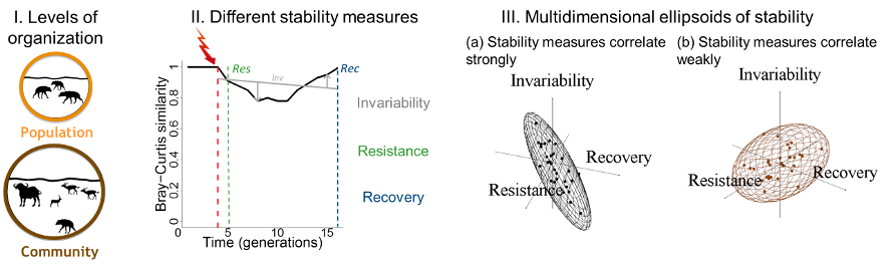 I. Levels of
organization
Population
Community
II. Different stability measures
Bray−Curtis similarity
1
0.8
0.6
0.4
0.2
0
0
5
10
15
Time (generations)
Res
Inv
Rec
Invariability
Resistance
Recovery
III. Multidimensional ellipsoids of stability
(a) Stability measures correlate
strongly
Invariability
Recovery
Resistance
(b) Stability measures correlate
weakly
Invariability
Resistance
Recovery